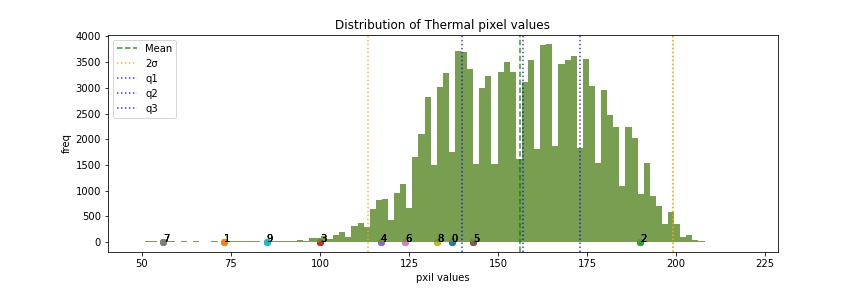 Distribution of Thermal pixel values
4000
3500
3000
2500
2000
1500
1000
500
0
freq
Mean
2σ
q1
q2
q3
7 1 9 3 4 6 8 0 5 2
50 75 100 125 150 175 200 225
pxil values